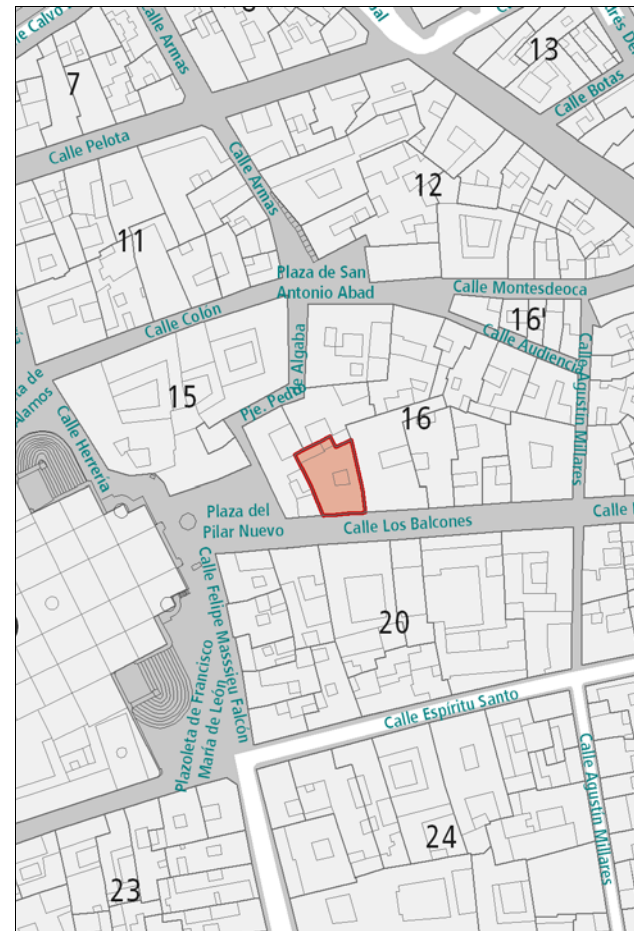 Calle Armas
13
7
Calle Botas
Calle Pelota
Calle Armas
12
11
Plaza de San
Antonio Abad
Calle Montesdeoca
Calle Colón
16'
Calle Audiencia
Pje. Pedro de Algaba
15
Calle Agustín Millares
Calle Herrería
16
Plaza del
Pilar Nuevo
Calle Los Balcones
Calle
Calle Felipe Masssieu Falcón
20
Plazoleta de Francisco
María de León
Calle Espíritu Santo
Calle Agustín Millares
24
23